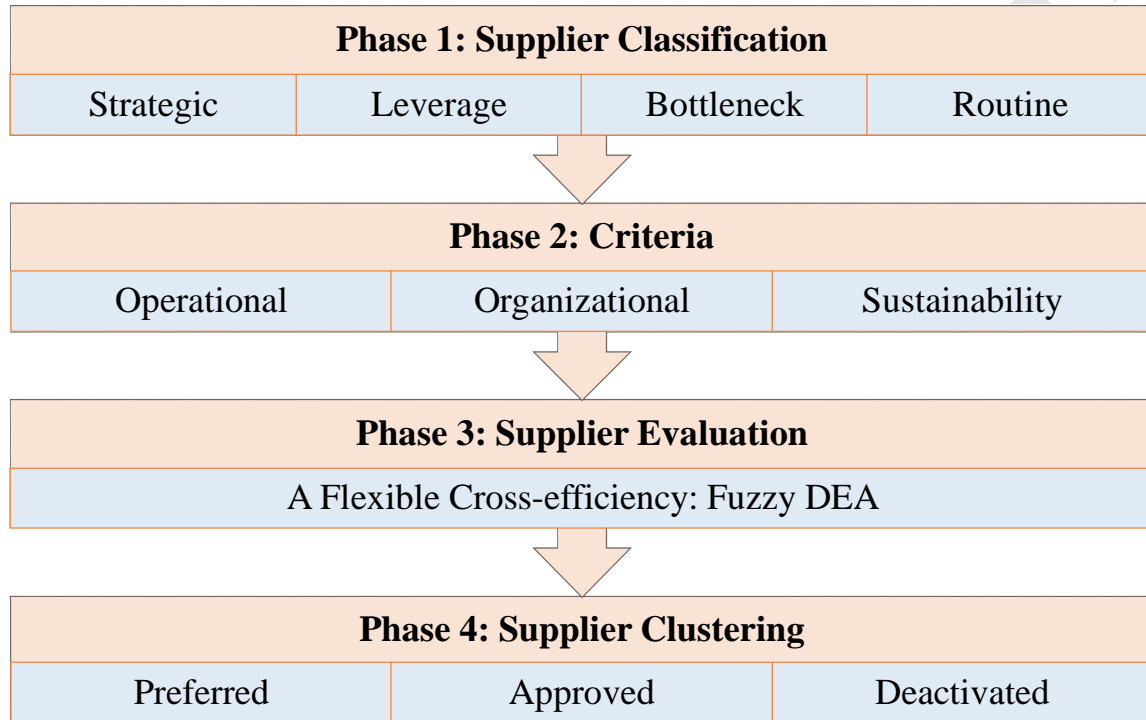 Phase 1: Supplier Classification
Strategic Leverage Bottleneck Routine
Phase 2: Criteria
Operational Organizational Sustainability
Phase 3: Supplier Evaluation
A Flexible Cross-efficiency: Fuzzy DEA
Phase 4: Supplier Clustering
Preferred Approved Deactivated